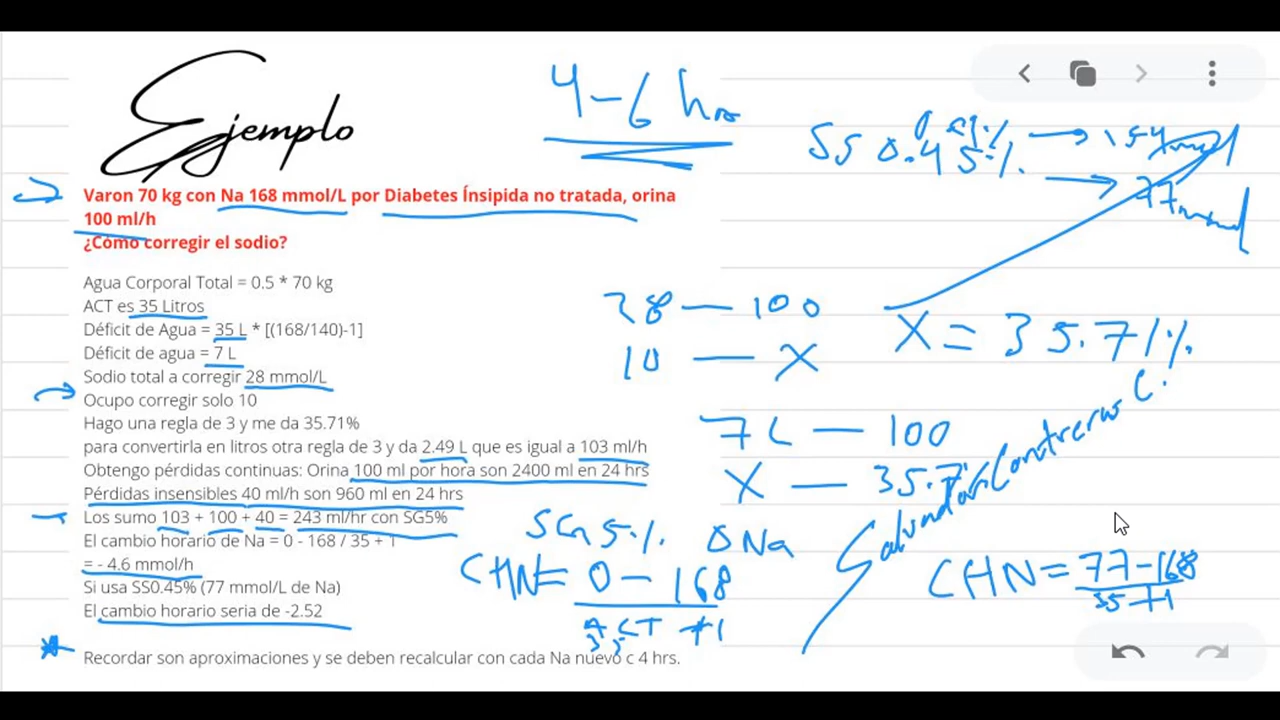 Ejemplo
4-6 hrs
Varon 70 kg con Na 168 mmol/L por Diabetes Ínsipida no tratada, orina
100 ml/h
¿Cómo corregir el sodio?
Agua Corporal Total = 0.5 * 70 kg
ACT es 35 Litros
Déficit de Agua = 35 L * [(168/140)-1]
Déficit de agua = 7 L
Sodio total a corregir 28 mmol/L
Ocupo corregir solo 10
Hago una regla de 3 y me da 35.71%
para convertirla en litros otra regla de 3 y da 2.49 L que es igual a 103 ml/h
Obtengo pérdidas continuas: Orina 100 ml por hora son 2400 ml en 24 hrs
Pérdidas insensibles 40 ml/h son 960 ml en 24 hrs
Los sumo 103 + 100 + 40 = 243 ml/hr con SG5%
El cambio horario de Na = 0 - 168 / 35 + 1
= - 4.6 mmol/h
Si usa SS0.45% (77 mmol/L de Na)
El cambio horario seria de -2.52
Recordar son aproximaciones y se deben recalcular con cada Na nuevo c 4 hrs.
SS 0.45%
28 — 100
10 — X
X = 35.71%
7L — 100
X — 35.7
Salvador Contreras C.
SG 5% 0 Na
CHN = 0 - 168
ACT +1
35
CHN = 77-168
35+1